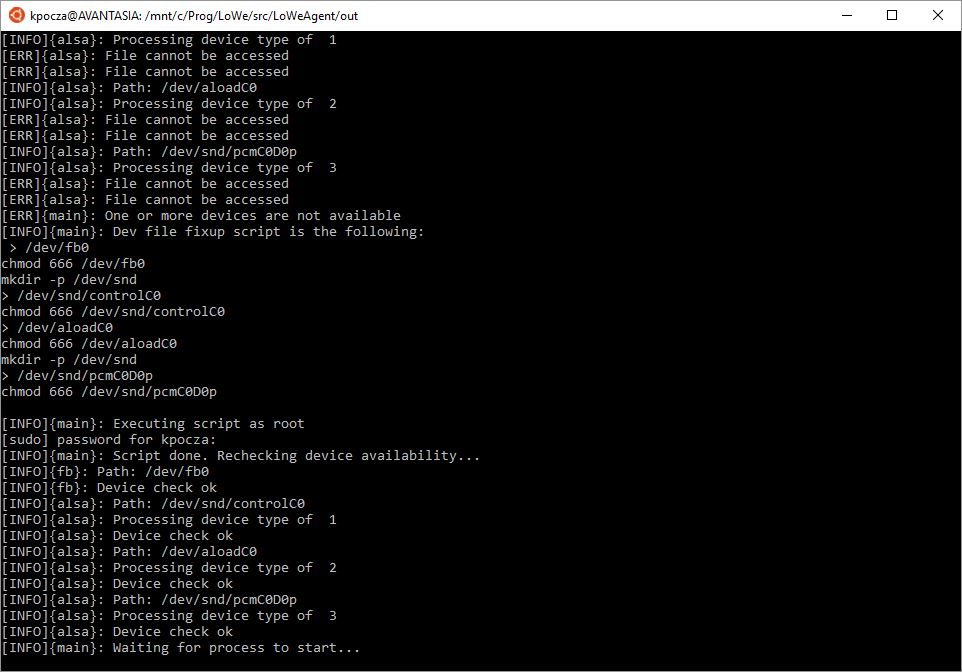 kpocza@AVANTASIA: /mnt/c/Prog/LoWe/src/LoWeAgent/out
[INFO]{alsa}: Processing device type of  1
[ERR]{alsa}: File cannot be accessed
[ERR]{alsa}: File cannot be accessed
[INFO]{alsa}: Path: /dev/aloadC0
[INFO]{alsa}: Processing device type of  2
[ERR]{alsa}: File cannot be accessed
[ERR]{alsa}: File cannot be accessed
[INFO]{alsa}: Path: /dev/snd/pcmC0D0p
[INFO]{alsa}: Processing device type of  3
[ERR]{alsa}: File cannot be accessed
[ERR]{alsa}: File cannot be accessed
[ERR]{main}: One or more devices are not available
[INFO]{main}: Dev file fixup script is the following:
 > /dev/fb0
chmod 666 /dev/fb0
mkdir -p /dev/snd
> /dev/snd/controlC0
chmod 666 /dev/snd/controlC0
> /dev/aloadC0
chmod 666 /dev/aloadC0
mkdir -p /dev/snd
> /dev/snd/pcmC0D0p
chmod 666 /dev/snd/pcmC0D0p

[INFO]{main}: Executing script as root
[sudo] password for kpocza:
[INFO]{main}: Script done. Rechecking device availability...
[INFO]{fb}: Path: /dev/fb0
[INFO]{fb}: Device check ok
[INFO]{alsa}: Path: /dev/snd/controlC0
[INFO]{alsa}: Processing device type of  1
[INFO]{alsa}: Device check ok
[INFO]{alsa}: Path: /dev/aloadC0
[INFO]{alsa}: Processing device type of  2
[INFO]{alsa}: Device check ok
[INFO]{alsa}: Path: /dev/snd/pcmC0D0p
[INFO]{alsa}: Processing device type of  3
[INFO]{alsa}: Device check ok
[INFO]{main}: Waiting for process to start...